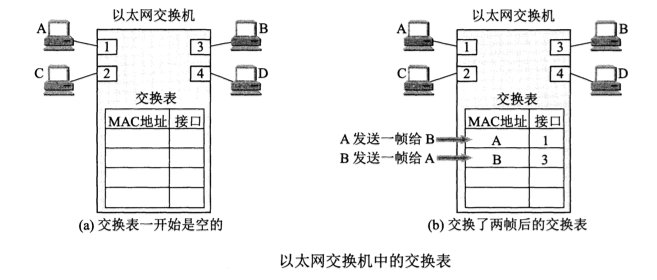 以太网交换机
A
1
3
B
C
2
4
D
交换表
MAC地址 接口
(a) 交换表一开始是空的
以太网交换机
A
1
3
B
C
2
4
D
交换表
MAC地址 接口
A 发送一帧给 B A 1
B 发送一帧给 A B 3
(b) 交换了两帧后的交换表
以太网交换机中的交换表